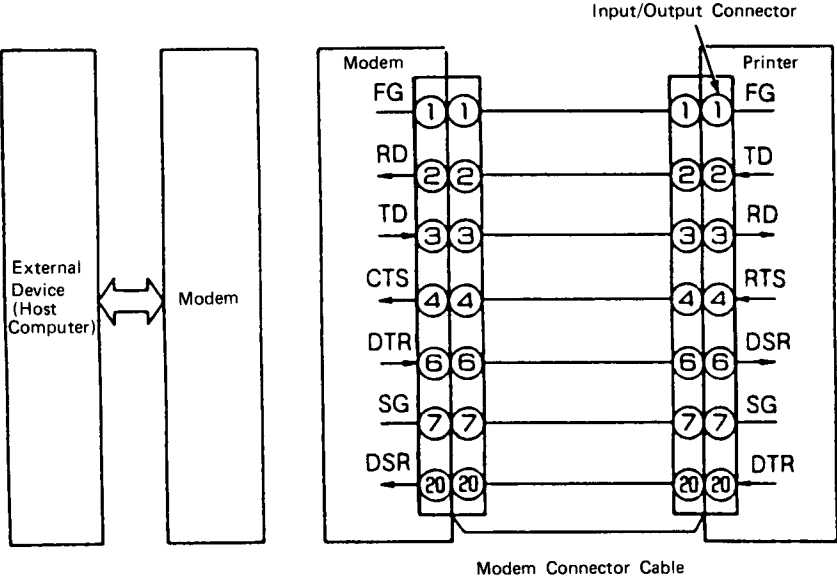 Input/Output Connector
Modem
Printer
FG 1 1 1 1 FG
RD 2 2 2 2 TD
TD 3 3 3 3 RD
CTS 4 4 4 4 RTS
DTR 6 6 6 6 DSR
SG 7 7 7 7 SG
DSR 20 20 20 20 DTR
External
Device
(Host
Computer)
Modem
Modem Connector Cable